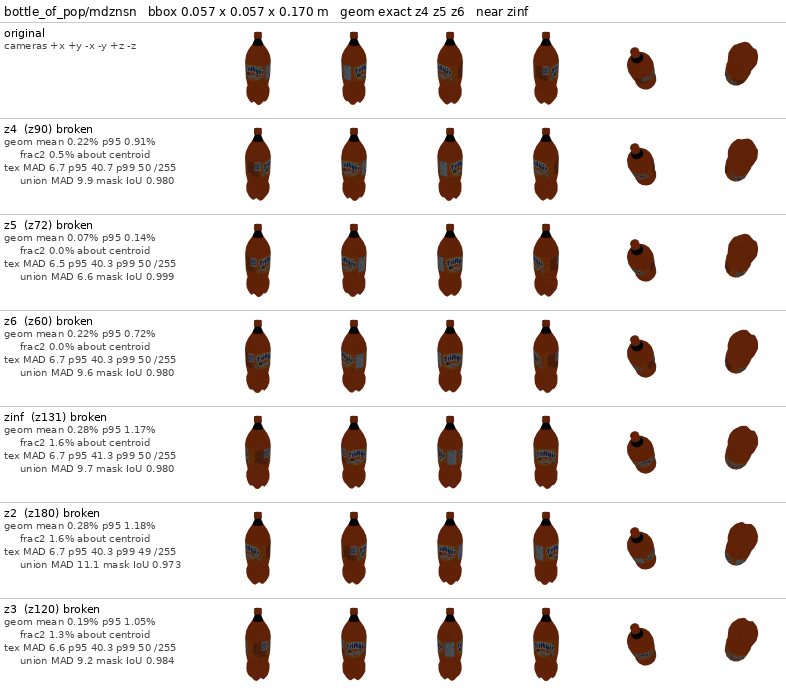 bottle_of_pop/mdznsn bbox 0.057 x 0.057 x 0.170 m geom exact z4 z5 z6 near zinf
original
cameras +x +y -x -y +z -z
z4 (z90) broken
geom mean 0.22% p95 0.91%
frac2 0.5% about centroid
tex MAD 6.7 p95 40.7 p99 50 /255
union MAD 9.9 mask IoU 0.980
z5 (z72) broken
geom mean 0.07% p95 0.14%
frac2 0.0% about centroid
tex MAD 6.5 p95 40.3 p99 50 /255
union MAD 6.6 mask IoU 0.999
z6 (z60) broken
geom mean 0.22% p95 0.72%
frac2 0.0% about centroid
tex MAD 6.7 p95 40.3 p99 50 /255
union MAD 9.6 mask IoU 0.980
zinf (z131) broken
geom mean 0.28% p95 1.17%
frac2 1.6% about centroid
tex MAD 6.7 p95 41.3 p99 50 /255
union MAD 9.7 mask IoU 0.980
z2 (z180) broken
geom mean 0.28% p95 1.18%
frac2 1.6% about centroid
tex MAD 6.7 p95 40.3 p99 49 /255
union MAD 11.1 mask IoU 0.973
z3 (z120) broken
geom mean 0.19% p95 1.05%
frac2 1.3% about centroid
tex MAD 6.6 p95 40.3 p99 50 /255
union MAD 9.2 mask IoU 0.984